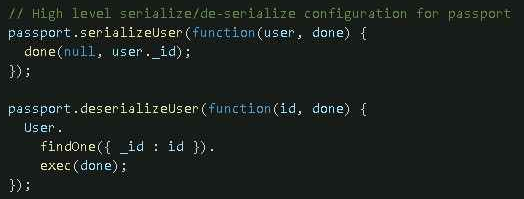 // High level serialize/de-serialize configuration for passport
passport.serializeUser(function(user, done) {
  done(null, user._id);
});

passport.deserializeUser(function(id, done) {
  User.
    findOne({ _id : id }).
    exec(done);
});